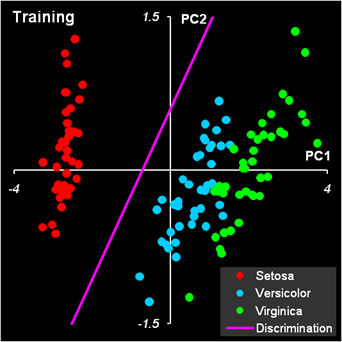 Training
1.5
PC2
PC1
-4
4
-1.5
Setosa
Versicolor
Virginica
Discrimination